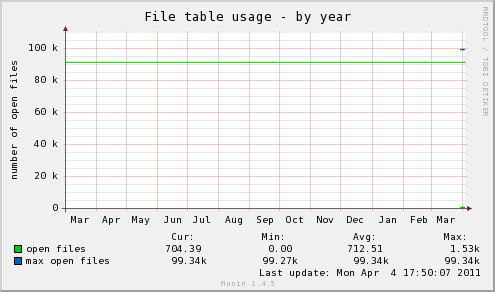 File table usage - by year
RRDTOOL / TOBI OETIKER
number of open files
100 k
80 k
60 k
40 k
20 k
0
Mar Apr May Jun Jul Aug Sep Oct Nov Dec Jan Feb Mar
Cur: Min: Avg: Max:
open files 704.39 0.00 712.51 1.53k
max open files 99.34k 99.27k 99.34k 99.34k
Last update: Mon Apr 4 17:50:07 2011
Munin 1.4.5